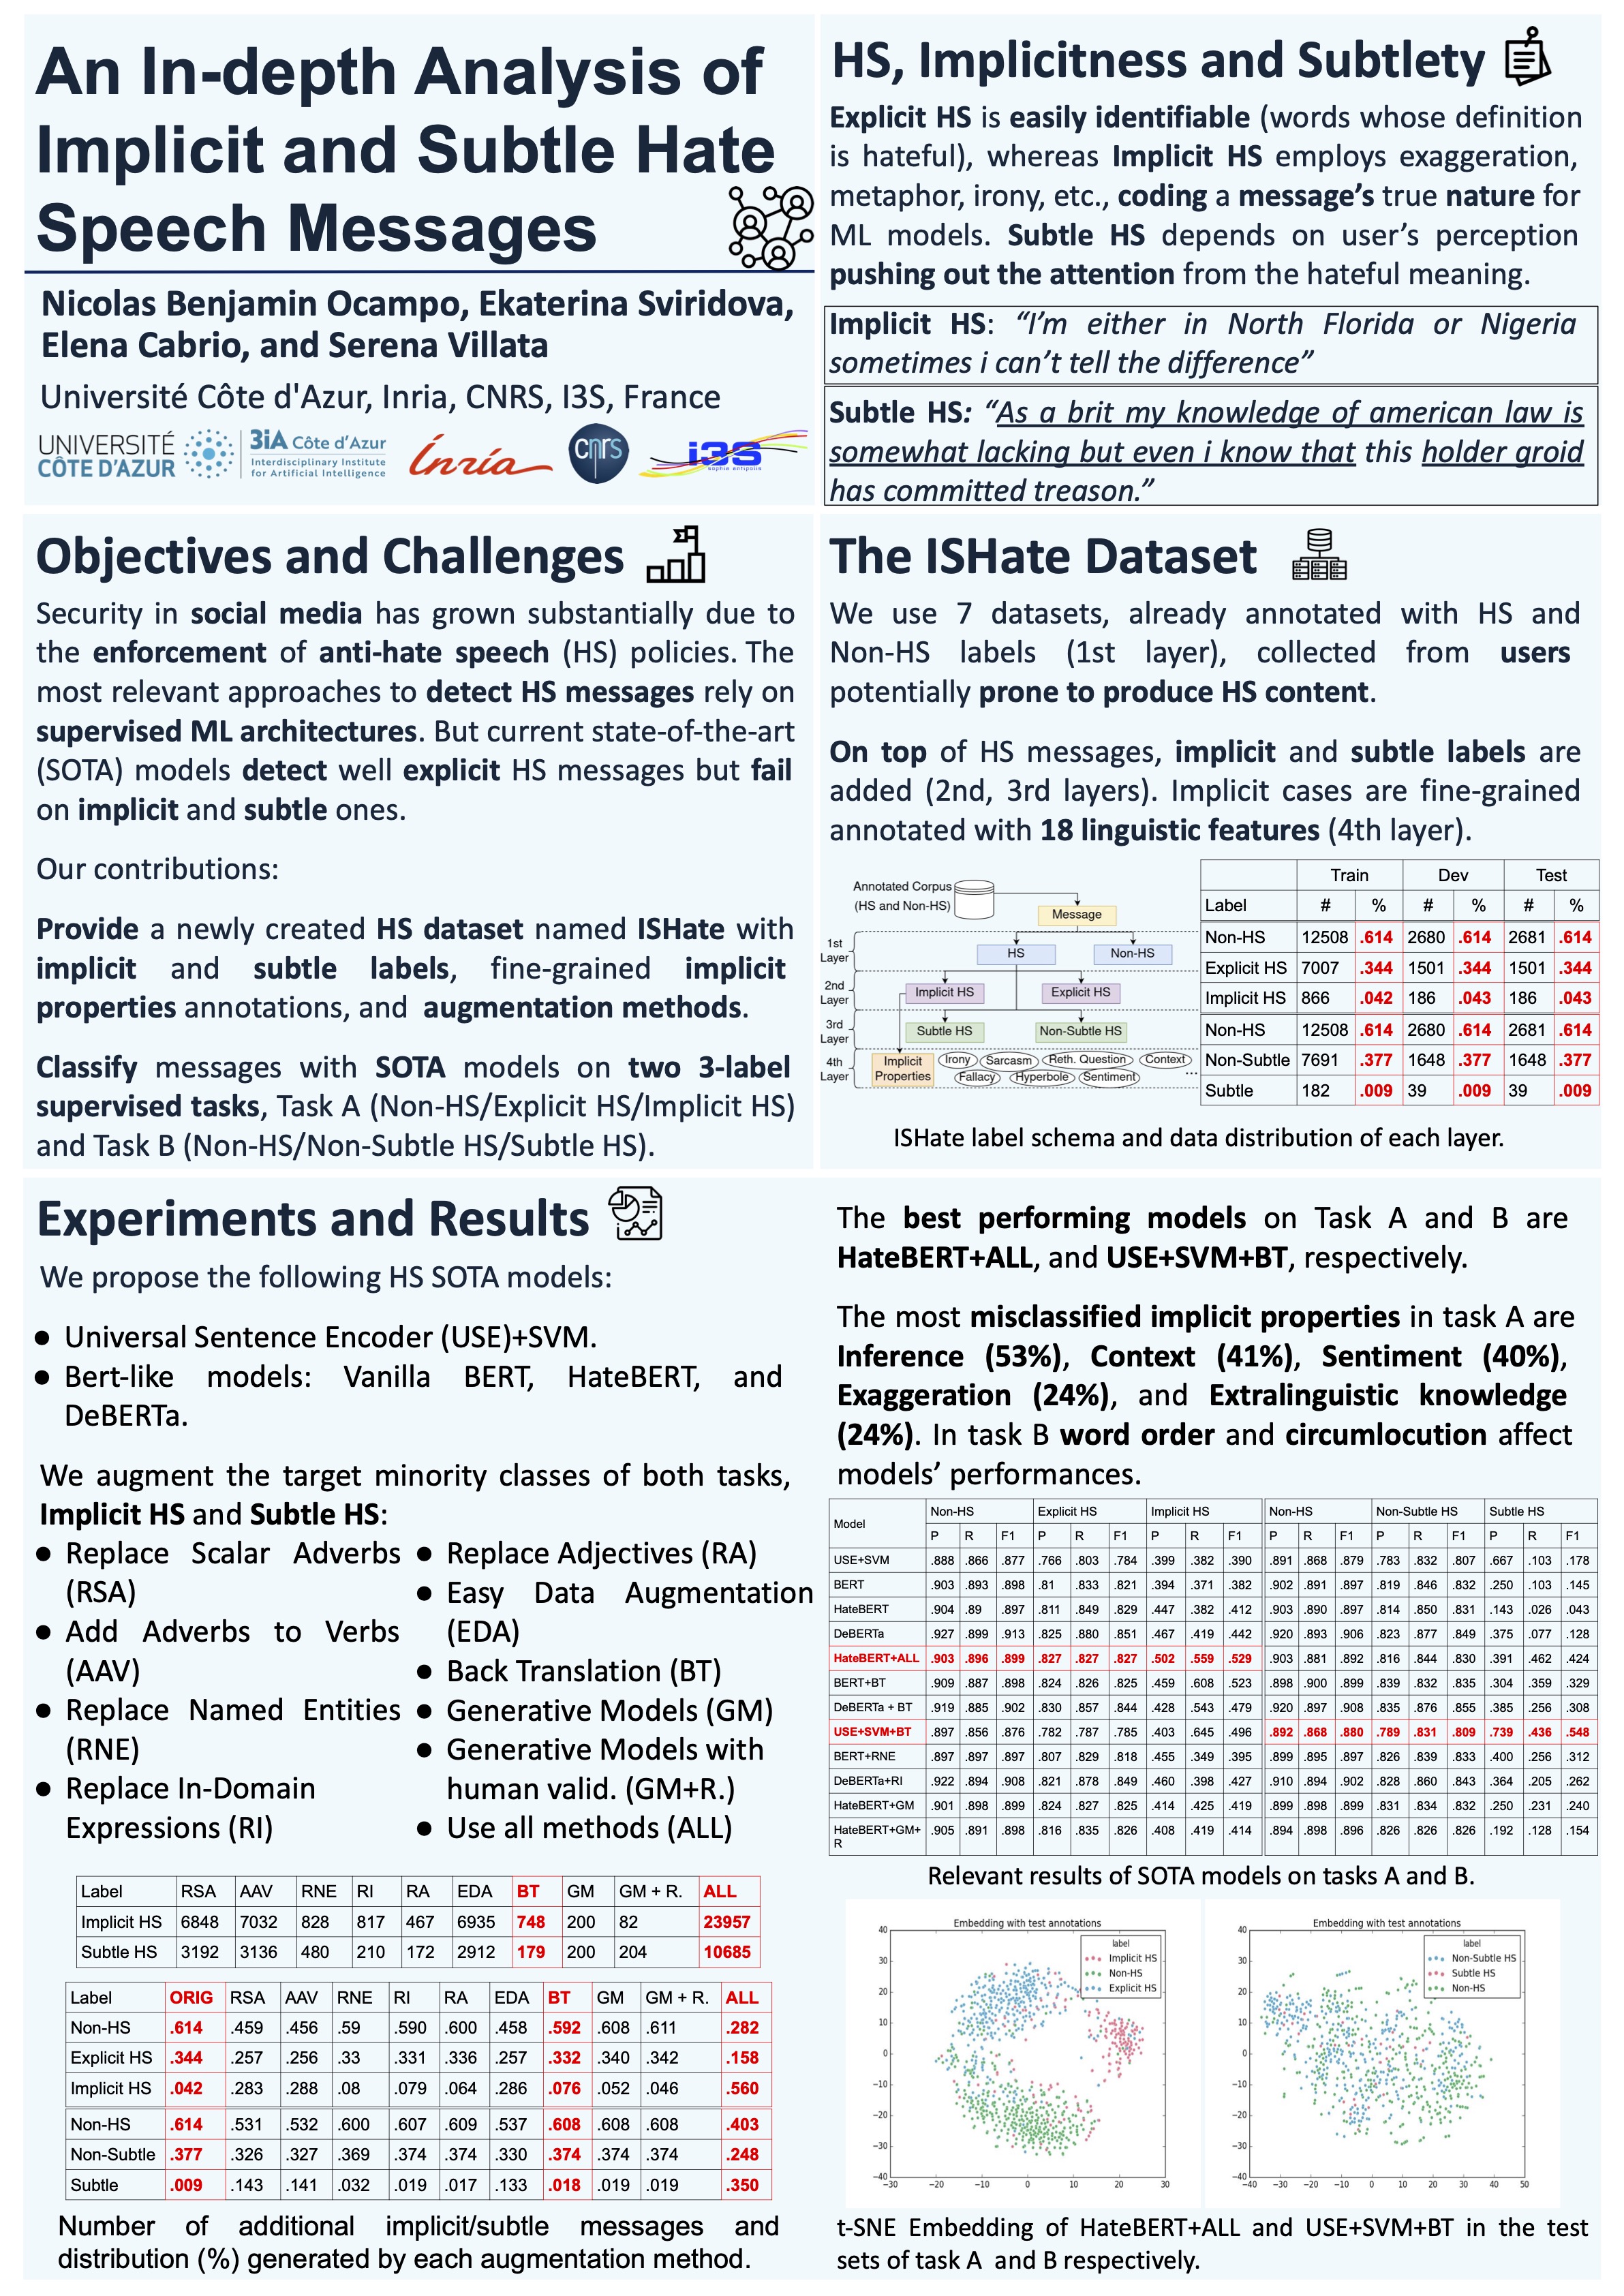 An In-depth Analysis of
Implicit and Subtle Hate
Speech Messages
Nicolas Benjamin Ocampo, Ekaterina Sviridova,
Elena Cabrio, and Serena Villata
Université Côte d'Azur, Inria, CNRS, I3S, France
UNIVERSITÉ
CÔTE D'AZUR
3iA Côte d'Azur
Interdisciplinary Institute
for Artificial Intelligence
Inria
cnrs
i3S
sophia antipolis
HS, Implicitness and Subtlety
Explicit HS is easily identifiable (words whose definition
is hateful), whereas Implicit HS employs exaggeration,
metaphor, irony, etc., coding a message's true nature for
ML models. Subtle HS depends on user's perception
pushing out the attention from the hateful meaning.
Implicit HS: “I'm either in North Florida or Nigeria
sometimes i can't tell the difference”
Subtle HS: “As a brit my knowledge of american law is
somewhat lacking but even i know that this holder groid
has committed treason.”
Objectives and Challenges
Security in social media has grown substantially due to
the enforcement of anti-hate speech (HS) policies. The
most relevant approaches to detect HS messages rely on
supervised ML architectures. But current state-of-the-art
(SOTA) models detect well explicit HS messages but fail
on implicit and subtle ones.
Our contributions:
Provide a newly created HS dataset named ISHate with
implicit and subtle labels, fine-grained implicit
properties annotations, and augmentation methods.
Classify messages with SOTA models on two 3-label
supervised tasks, Task A (Non-HS/Explicit HS/Implicit HS)
and Task B (Non-HS/Non-Subtle HS/Subtle HS).
The ISHate Dataset
We use 7 datasets, already annotated with HS and
Non-HS labels (1st layer), collected from users
potentially prone to produce HS content.
On top of HS messages, implicit and subtle labels are
added (2nd, 3rd layers). Implicit cases are fine-grained
annotated with 18 linguistic features (4th layer).
Annotated Corpus
(HS and Non-HS)
Message
1st
Layer
HS Non-HS
2nd
Layer
Implicit HS Explicit HS
3rd
Layer
Subtle HS Non-Subtle HS
4th
Layer
Implicit
Properties
Irony Sarcasm Reth. Question Context
Fallacy Hyperbole Sentiment ...
Train Dev Test
Label # % # % # %
Non-HS 12508 .614 2680 .614 2681 .614
Explicit HS 7007 .344 1501 .344 1501 .344
Implicit HS 866 .042 186 .043 186 .043
Non-HS 12508 .614 2680 .614 2681 .614
Non-Subtle 7691 .377 1648 .377 1648 .377
Subtle 182 .009 39 .009 39 .009
ISHate label schema and data distribution of each layer.
Experiments and Results
We propose the following HS SOTA models:
● Universal Sentence Encoder (USE)+SVM.
● Bert-like models: Vanilla BERT, HateBERT, and
DeBERTa.
We augment the target minority classes of both tasks,
Implicit HS and Subtle HS:
● Replace Scalar Adverbs
(RSA)
● Add Adverbs to Verbs
(AAV)
● Replace Named Entities
(RNE)
● Replace In-Domain
Expressions (RI)
● Replace Adjectives (RA)
● Easy Data Augmentation
(EDA)
● Back Translation (BT)
● Generative Models (GM)
● Generative Models with
human valid. (GM+R.)
● Use all methods (ALL)
Label RSA AAV RNE RI RA EDA BT GM GM + R. ALL
Implicit HS 6848 7032 828 817 467 6935 748 200 82 23957
Subtle HS 3192 3136 480 210 172 2912 179 200 204 10685
Label ORIG RSA AAV RNE RI RA EDA BT GM GM + R. ALL
Non-HS .614 .459 .456 .59 .590 .600 .458 .592 .608 .611 .282
Explicit HS .344 .257 .256 .33 .331 .336 .257 .332 .340 .342 .158
Implicit HS .042 .283 .288 .08 .079 .064 .286 .076 .052 .046 .560
Non-HS .614 .531 .532 .600 .607 .609 .537 .608 .608 .608 .403
Non-Subtle .377 .326 .327 .369 .374 .374 .330 .374 .374 .374 .248
Subtle .009 .143 .141 .032 .019 .017 .133 .018 .019 .019 .350
Number of additional implicit/subtle messages and
distribution (%) generated by each augmentation method.
The best performing models on Task A and B are
HateBERT+ALL, and USE+SVM+BT, respectively.
The most misclassified implicit properties in task A are
Inference (53%), Context (41%), Sentiment (40%),
Exaggeration (24%), and Extralinguistic knowledge
(24%). In task B word order and circumlocution affect
models' performances.
Model Non-HS Explicit HS Implicit HS Non-HS Non-Subtle HS Subtle HS
P R F1 P R F1 P R F1 P R F1 P R F1 P R F1
USE+SVM .888 .866 .877 .766 .803 .784 .399 .382 .390 .891 .868 .879 .783 .832 .807 .667 .103 .178
BERT .903 .893 .898 .81 .833 .821 .394 .371 .382 .902 .891 .897 .819 .846 .832 .250 .103 .145
HateBERT .904 .89 .897 .811 .849 .829 .447 .382 .412 .903 .890 .897 .814 .850 .831 .143 .026 .043
DeBERTa .927 .899 .913 .825 .880 .851 .467 .419 .442 .920 .893 .906 .823 .877 .849 .375 .077 .128
HateBERT+ALL .903 .896 .899 .827 .827 .827 .502 .559 .529 .903 .881 .892 .816 .844 .830 .391 .462 .424
BERT+BT .909 .887 .898 .824 .826 .825 .459 .608 .523 .898 .900 .899 .839 .832 .835 .304 .359 .329
DeBERTa + BT .919 .885 .902 .830 .857 .844 .428 .543 .479 .920 .897 .908 .835 .876 .855 .385 .256 .308
USE+SVM+BT .897 .856 .876 .782 .787 .785 .403 .645 .496 .892 .868 .880 .789 .831 .809 .739 .436 .548
BERT+RNE .897 .897 .897 .807 .829 .818 .455 .349 .395 .899 .895 .897 .826 .839 .833 .400 .256 .312
DeBERTa+RI .922 .894 .908 .821 .878 .849 .460 .398 .427 .910 .894 .902 .828 .860 .843 .364 .205 .262
HateBERT+GM .901 .898 .899 .824 .827 .825 .414 .425 .419 .899 .898 .899 .831 .834 .832 .250 .231 .240
HateBERT+GM+
R .905 .891 .898 .816 .835 .826 .408 .419 .414 .894 .898 .896 .826 .826 .826 .192 .128 .154
Relevant results of SOTA models on tasks A and B.
Embedding with test annotations
label
Implicit HS
Non-HS
Explicit HS
40
30
20
10
0
−10
−20
−30
−40
−30 −20 −10 0 10 20 30
Embedding with test annotations
label
Non-Subtle HS
Subtle HS
Non-HS
40
30
20
10
0
−10
−20
−30
−40
−40 −30 −20 −10 0 10 20 30 40 50
t-SNE Embedding of HateBERT+ALL and USE+SVM+BT in the test
sets of task A and B respectively.